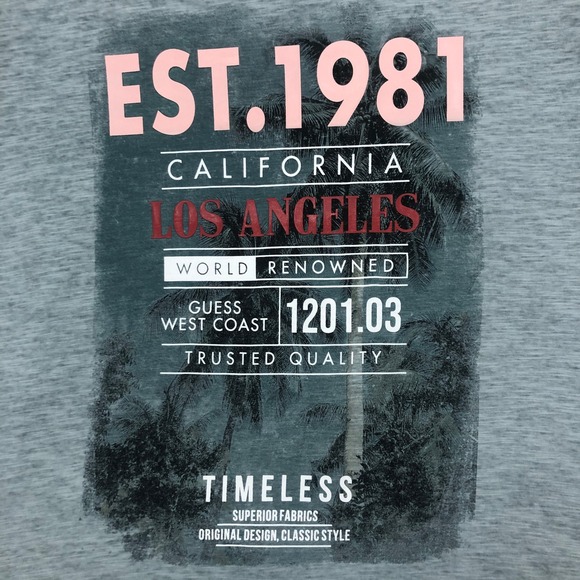 EST.1981
CALIFORNIA
LOS ANGELES
WORLD RENOWNED
GUESS
WEST COAST
1201.03
TRUSTED QUALITY
TIMELESS
SUPERIOR FABRICS
ORIGINAL DESIGN, CLASSIC STYLE